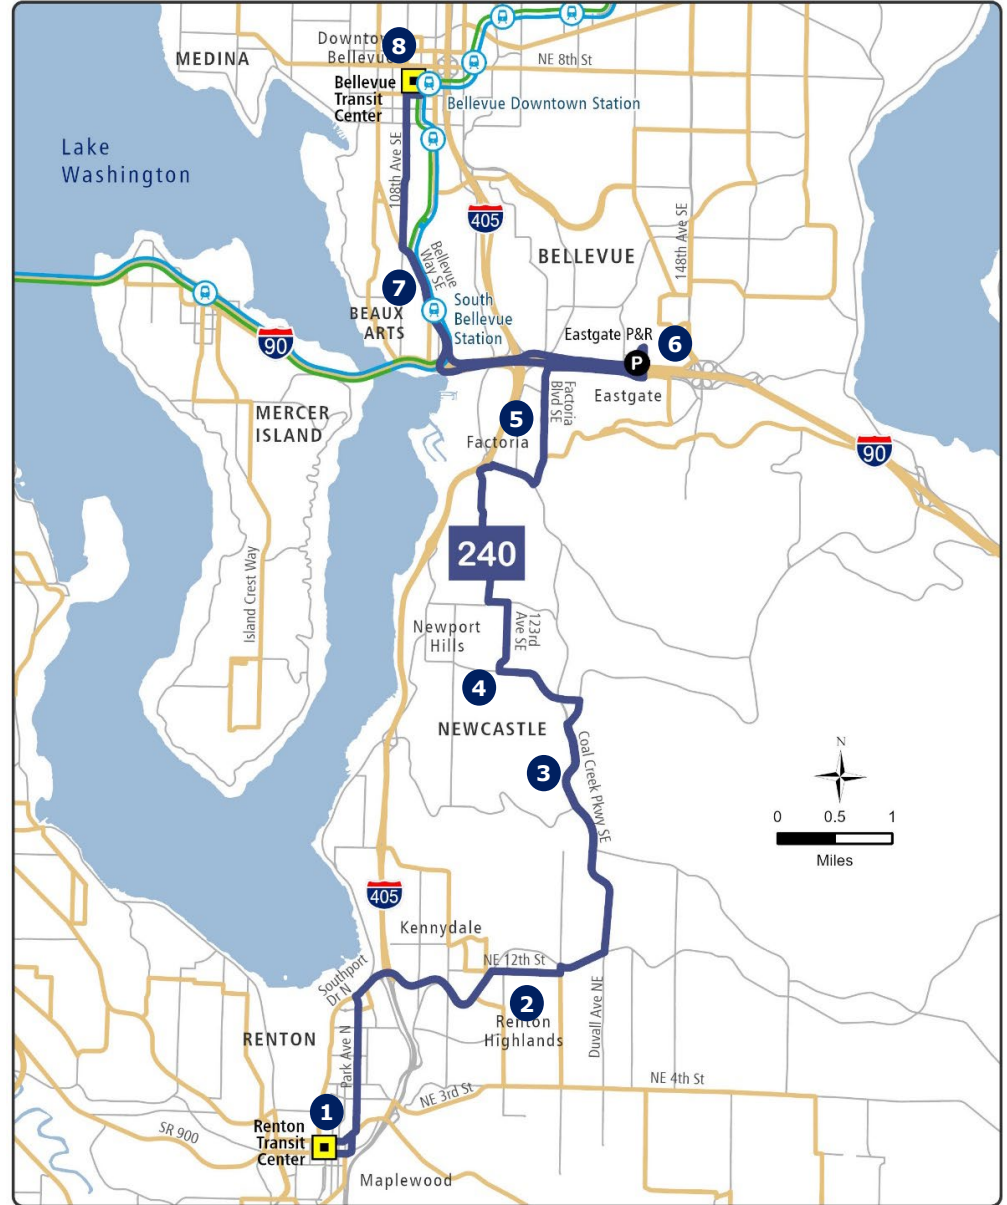 MEDINA
Downto
Bellevue
8
NE 8th St
Bellevue
Transit
Center
Bellevue Downtown Station
Lake
Washington
108th Ave SE
405
148th Ave SE
BELLEVUE
Bellevue
Way SE
7
BEAUX
ARTS
South
Bellevue
Station
Eastgate P&R
6
P
90
Eastgate
Factoria
Blvd SE
MERCER
ISLAND
5
Factoria
90
240
Island Crest Way
Newport
Hills
123rd
Ave SE
4
NEWCASTLE
3
Coal Creek Pkwy SE
N
0 0.5 1
Miles
405
Kennydale
NE 12th St
Southport
Dr N
2
Renton
Highlands
Duvall Ave NE
RENTON
Park Ave N
NE 3rd St
NE 4th St
1
Renton
Transit
Center
SR 900
Maplewood